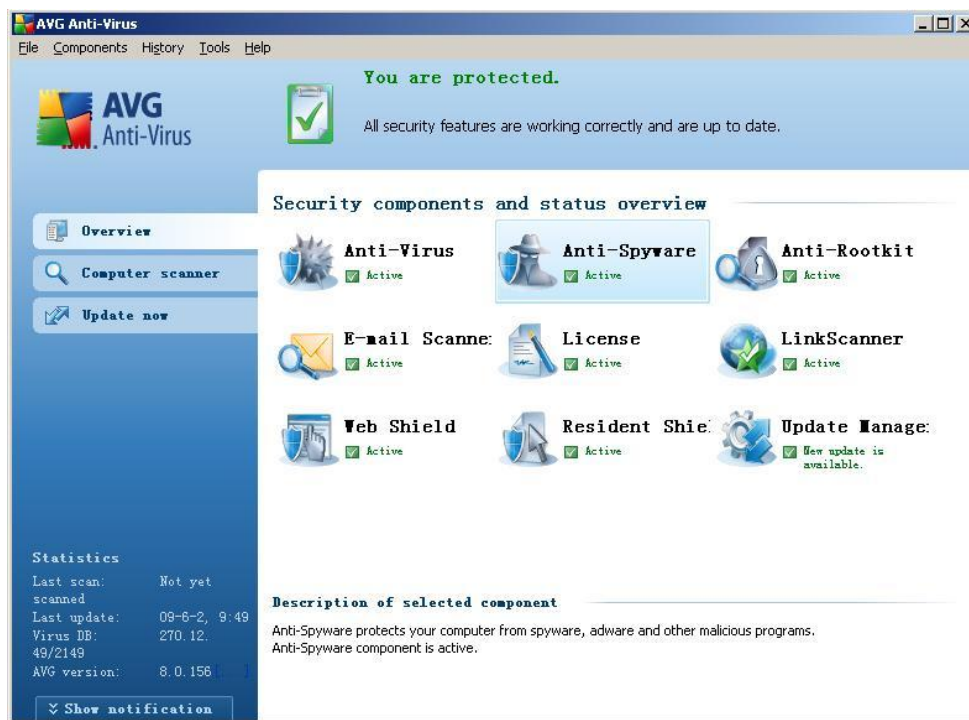 AVG Anti-Virus
File Components History Tools Help
AVG
Anti-Virus
You are protected.
All security features are working correctly and are up to date.
Overview
Computer scanner
Update now
Security components and status overview
Anti-Virus
Active
Anti-Spyware
Active
Anti-Rootkit
Active
E-mail Scanne
Active
License
Active
LinkScanner
Active
Web Shield
Active
Resident Shie
Active
Update Manage
New update is
available.
Statistics
Last scan: Not yet
scanned
Last update: 09-6-2, 9:49
Virus DB: 270.12.
49/2149
AVG version: 8.0.156
Show notification
Description of selected component
Anti-Spyware protects your computer from spyware, adware and other malicious programs.
Anti-Spyware component is active.